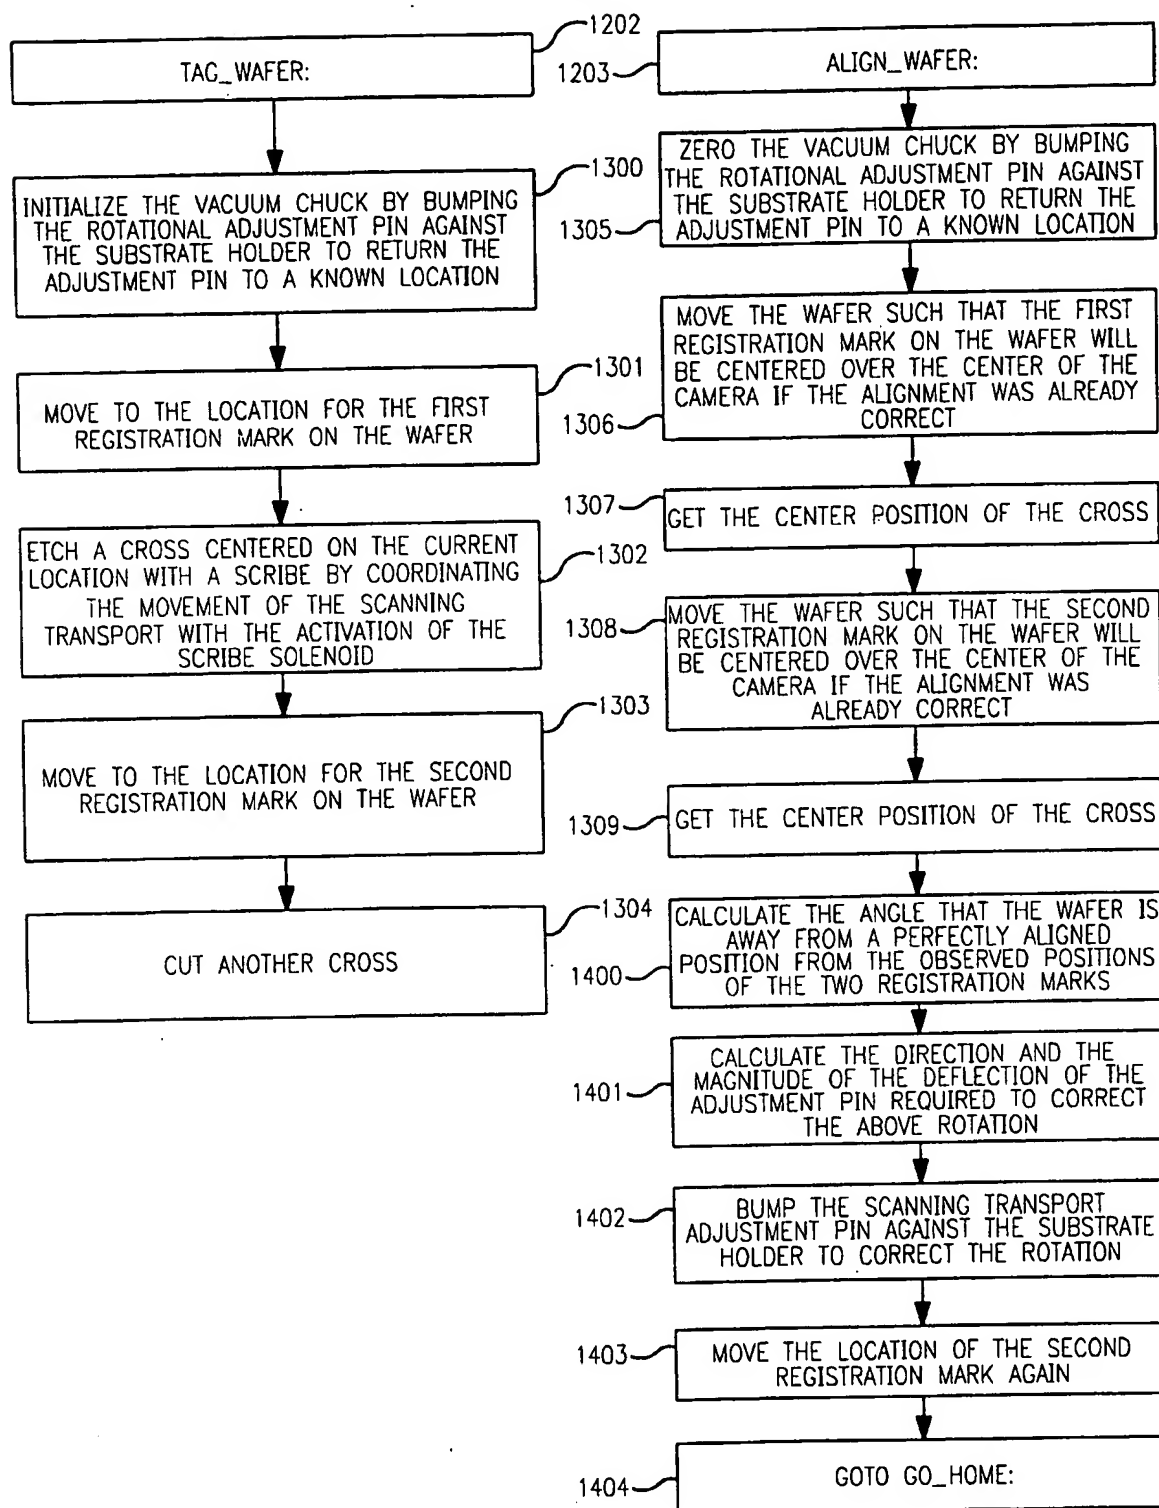 1202
TAG_WAFER:
1300
INITIALIZE THE VACUUM CHUCK BY BUMPING
THE ROTATIONAL ADJUSTMENT PIN AGAINST
THE SUBSTRATE HOLDER TO RETURN THE
ADJUSTMENT PIN TO A KNOWN LOCATION
1301
MOVE TO THE LOCATION FOR THE FIRST
REGISTRATION MARK ON THE WAFER
1302
ETCH A CROSS CENTERED ON THE CURRENT
LOCATION WITH A SCRIBE BY COORDINATING
THE MOVEMENT OF THE SCANNING
TRANSPORT WITH THE ACTIVATION OF THE
SCRIBE SOLENOID
1303
MOVE TO THE LOCATION FOR THE SECOND
REGISTRATION MARK ON THE WAFER
1304
CUT ANOTHER CROSS
1203
ALIGN_WAFER:
1305
ZERO THE VACUUM CHUCK BY BUMPING
THE ROTATIONAL ADJUSTMENT PIN AGAINST
THE SUBSTRATE HOLDER TO RETURN THE
ADJUSTMENT PIN TO A KNOWN LOCATION
1306
MOVE THE WAFER SUCH THAT THE FIRST
REGISTRATION MARK ON THE WAFER WILL
BE CENTERED OVER THE CENTER OF THE
CAMERA IF THE ALIGNMENT WAS ALREADY
CORRECT
1307
GET THE CENTER POSITION OF THE CROSS
1308
MOVE THE WAFER SUCH THAT THE SECOND
REGISTRATION MARK ON THE WAFER WILL
BE CENTERED OVER THE CENTER OF THE
CAMERA IF THE ALIGNMENT WAS
ALREADY CORRECT
1309
GET THE CENTER POSITION OF THE CROSS
1400
CALCULATE THE ANGLE THAT THE WAFER IS
AWAY FROM A PERFECTLY ALIGNED
POSITION FROM THE OBSERVED POSITIONS
OF THE TWO REGISTRATION MARKS
1401
CALCULATE THE DIRECTION AND THE
MAGNITUDE OF THE DEFLECTION OF THE
ADJUSTMENT PIN REQUIRED TO CORRECT
THE ABOVE ROTATION
1402
BUMP THE SCANNING TRANSPORT
ADJUSTMENT PIN AGAINST THE SUBSTRATE
HOLDER TO CORRECT THE ROTATION
1403
MOVE THE LOCATION OF THE SECOND
REGISTRATION MARK AGAIN
1404
GOTO GO_HOME: